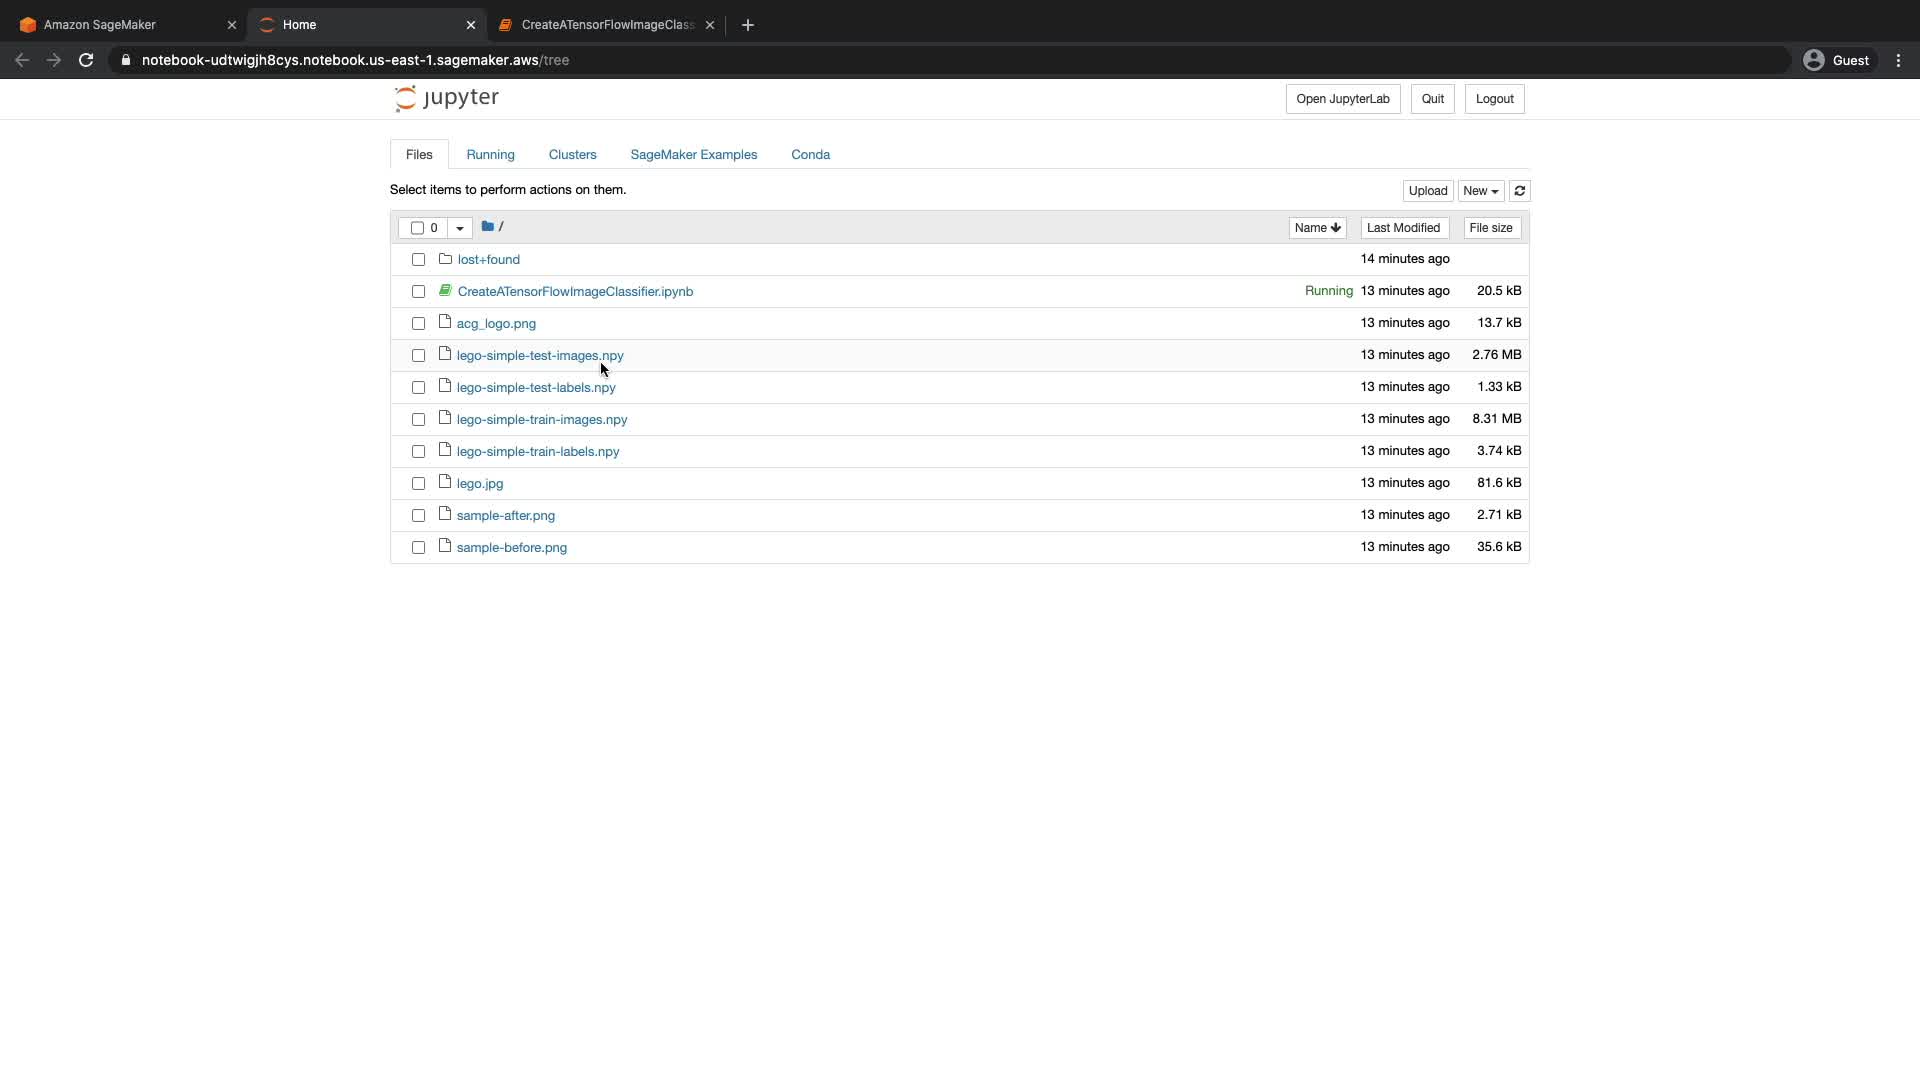 Amazon SageMaker
Home
CreateATensorFlowImageClass
notebook-udtwigjh8cys.notebook.us-east-1.sagemaker.aws/tree
Guest
jupyter
Open JupyterLab
Quit
Logout
Files
Running
Clusters
SageMaker Examples
Conda
Select items to perform actions on them.
Upload
New
0
/
Name
Last Modified
File size
lost+found 14 minutes ago
CreateATensorFlowImageClassifier.ipynb Running 13 minutes ago 20.5 kB
acg_logo.png 13 minutes ago 13.7 kB
lego-simple-test-images.npy 13 minutes ago 2.76 MB
lego-simple-test-labels.npy 13 minutes ago 1.33 kB
lego-simple-train-images.npy 13 minutes ago 8.31 MB
lego-simple-train-labels.npy 13 minutes ago 3.74 kB
lego.jpg 13 minutes ago 81.6 kB
sample-after.png 13 minutes ago 2.71 kB
sample-before.png 13 minutes ago 35.6 kB